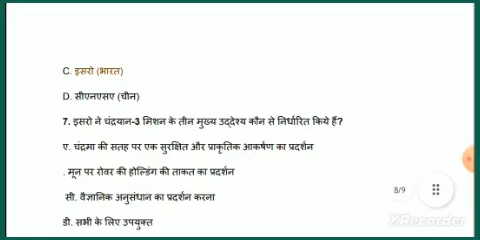 C. इसरो (भारत)
D. सीएनएसए (चीन)
7. इसरो ने चंद्रयान-3 मिशन के तीन मुख्य उद्देश्य कौन से निर्धारित किये हैं?
ए. चंद्रमा की सतह पर एक सुरक्षित और प्राकृतिक आकर्षण का प्रदर्शन
. मून पर रोवर की होल्डिंग की ताकत का प्रदर्शन
सी. वैज्ञानिक अनुसंधान का प्रदर्शन करना
8/9
डी. सभी के लिए उपयुक्त
XRecorder